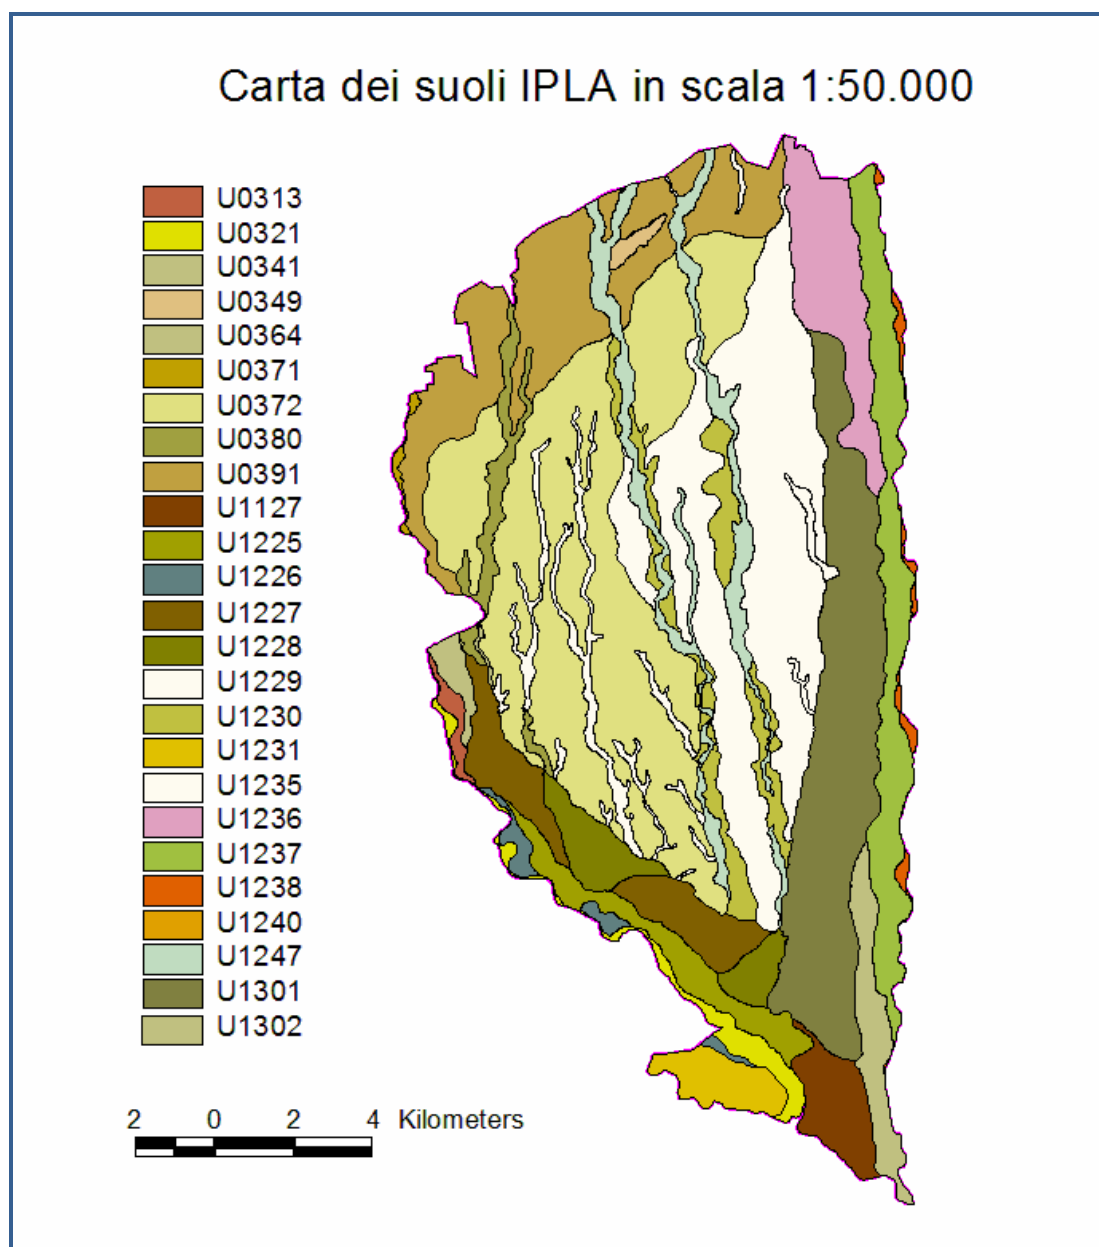 Carta dei suoli IPLA in scala 1:50.000
U0313
U0321
U0341
U0349
U0364
U0371
U0372
U0380
U0391
U1127
U1225
U1226
U1227
U1228
U1229
U1230
U1231
U1235
U1236
U1237
U1238
U1240
U1247
U1301
U1302
2 0 2 4 Kilometers